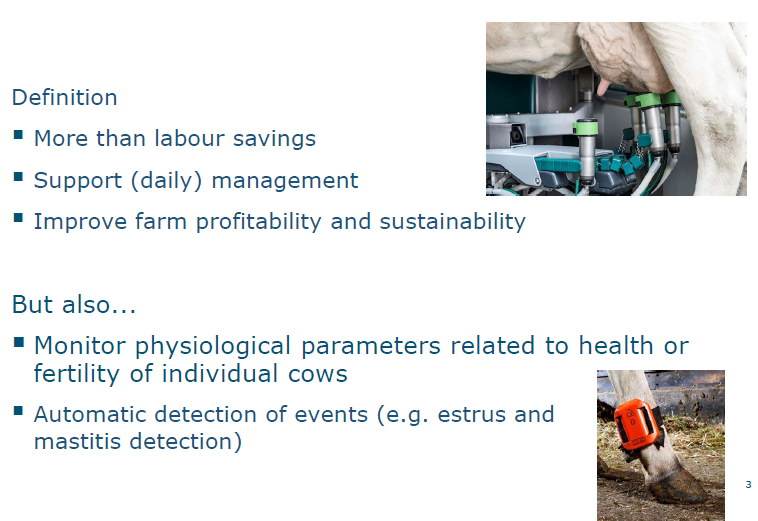 Definition
▪ More than labour savings
▪ Support (daily) management
▪ Improve farm profitability and sustainability
But also...
▪ Monitor physiological parameters related to health or
fertility of individual cows
▪ Automatic detection of events (e.g. estrus and
mastitis detection)
3